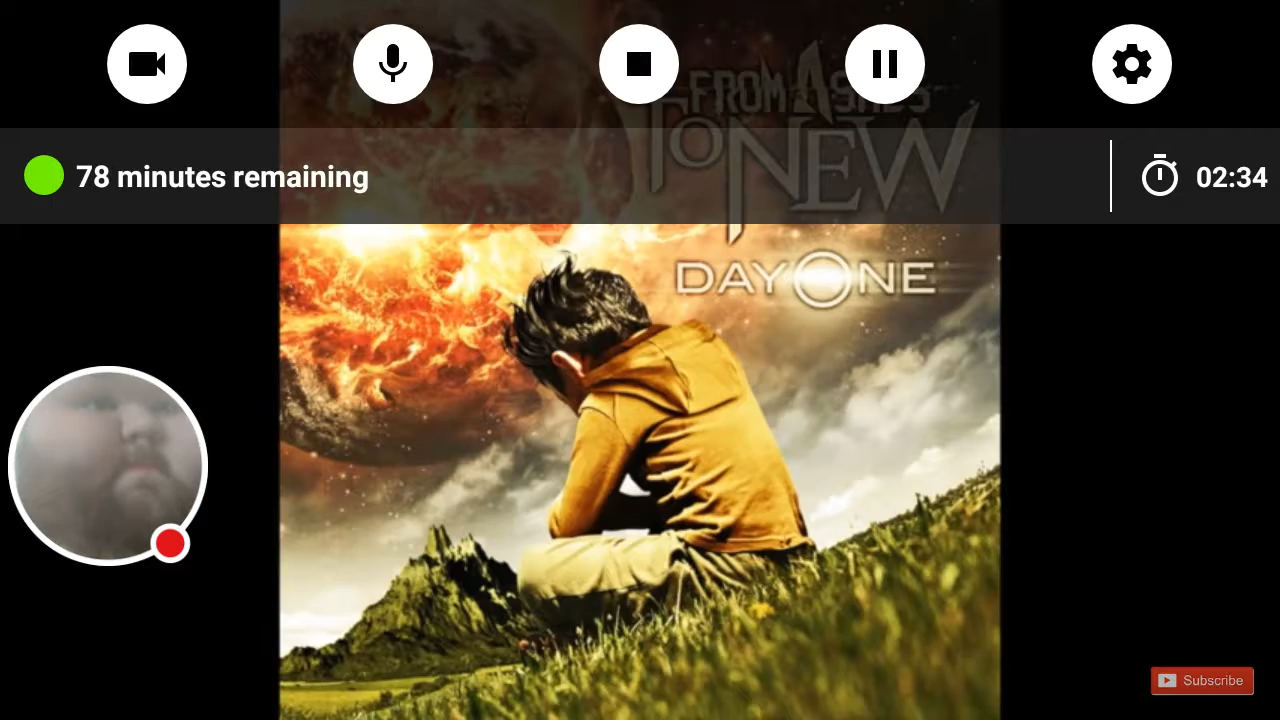 FROM ASHES
TO NEW
78 minutes remaining
02:34
DAY ONE
Subscribe